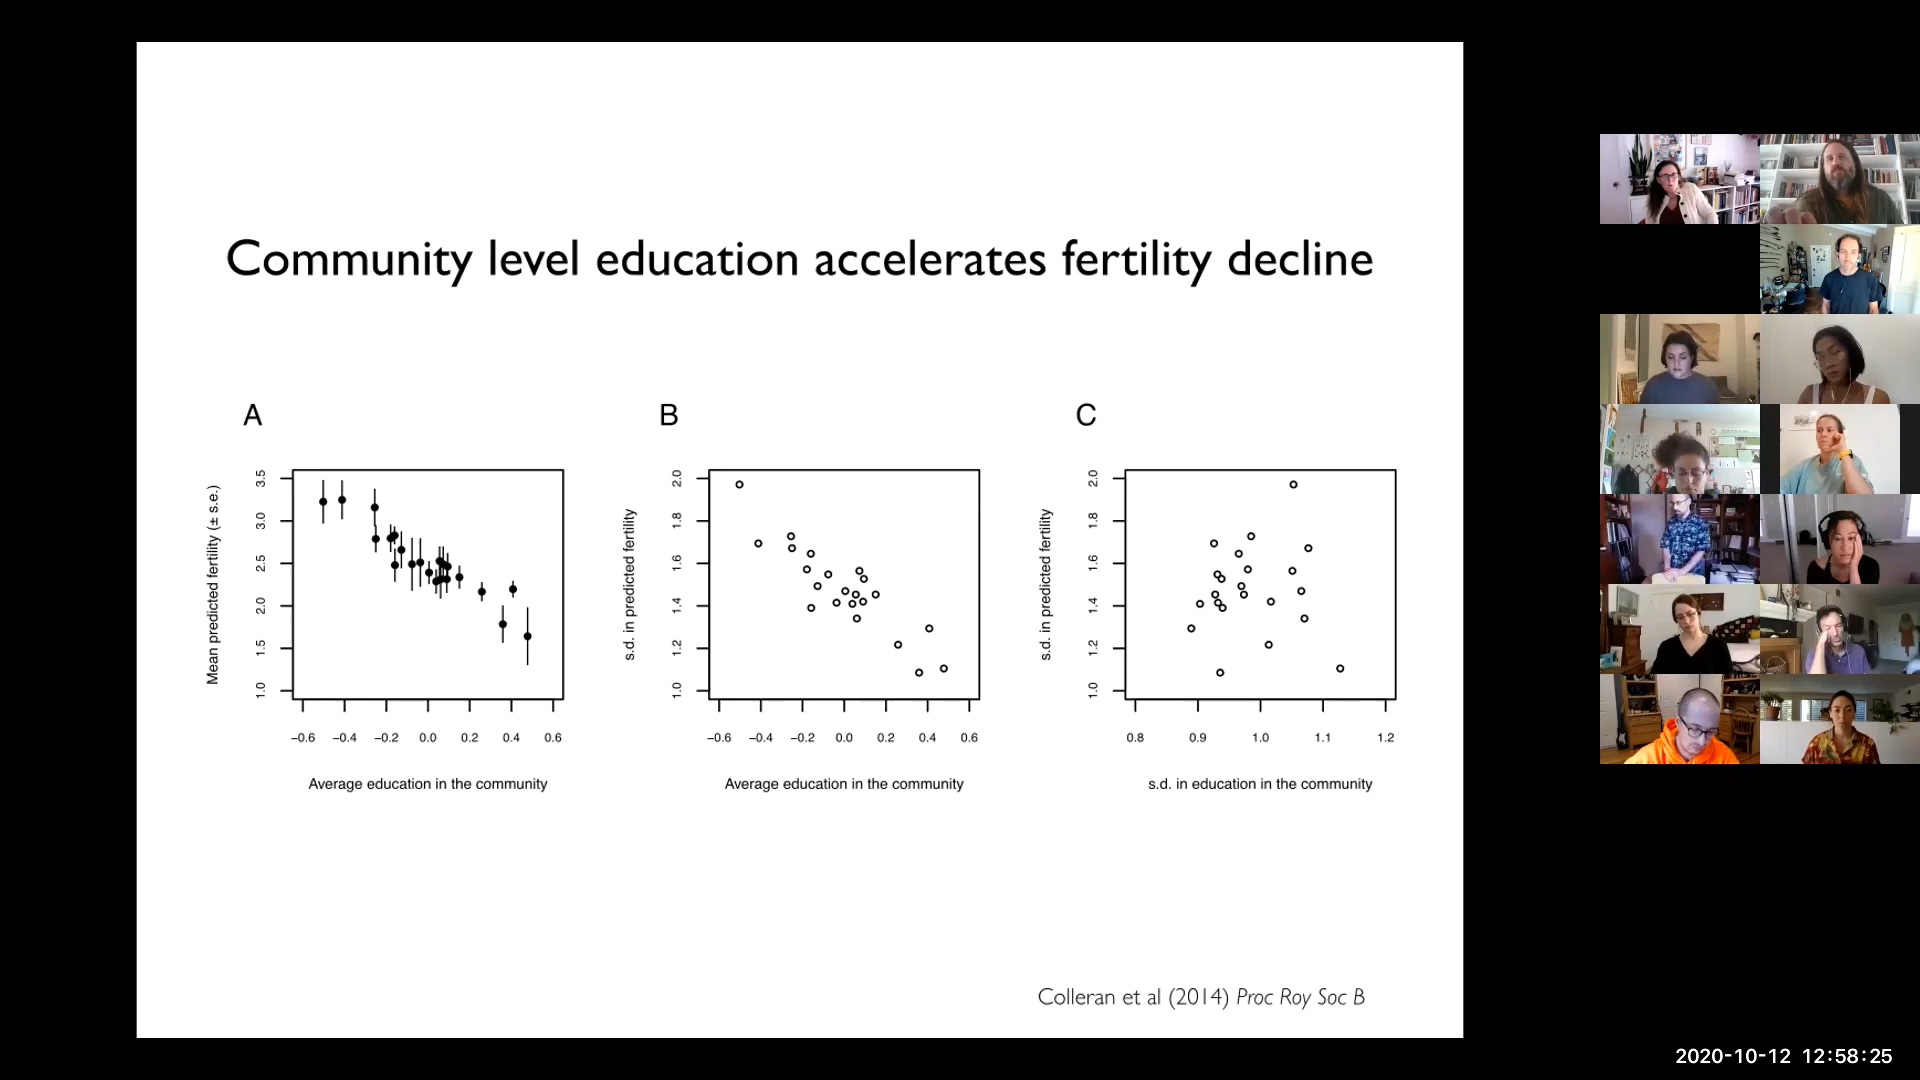 Community level education accelerates fertility decline
A
B
C
Mean predicted fertility (± s.e.)
3.5
3.0
2.5
2.0
1.5
1.0
−0.6 −0.4 −0.2 0.0 0.2 0.4 0.6
Average education in the community
s.d. in predicted fertility
2.0
1.8
1.6
1.4
1.2
1.0
−0.6 −0.4 −0.2 0.0 0.2 0.4 0.6
Average education in the community
s.d. in predicted fertility
2.0
1.8
1.6
1.4
1.2
1.0
0.8 0.9 1.0 1.1 1.2
s.d. in education in the community
Colleran et al (2014) Proc Roy Soc B
2020-10-12 12:58:25